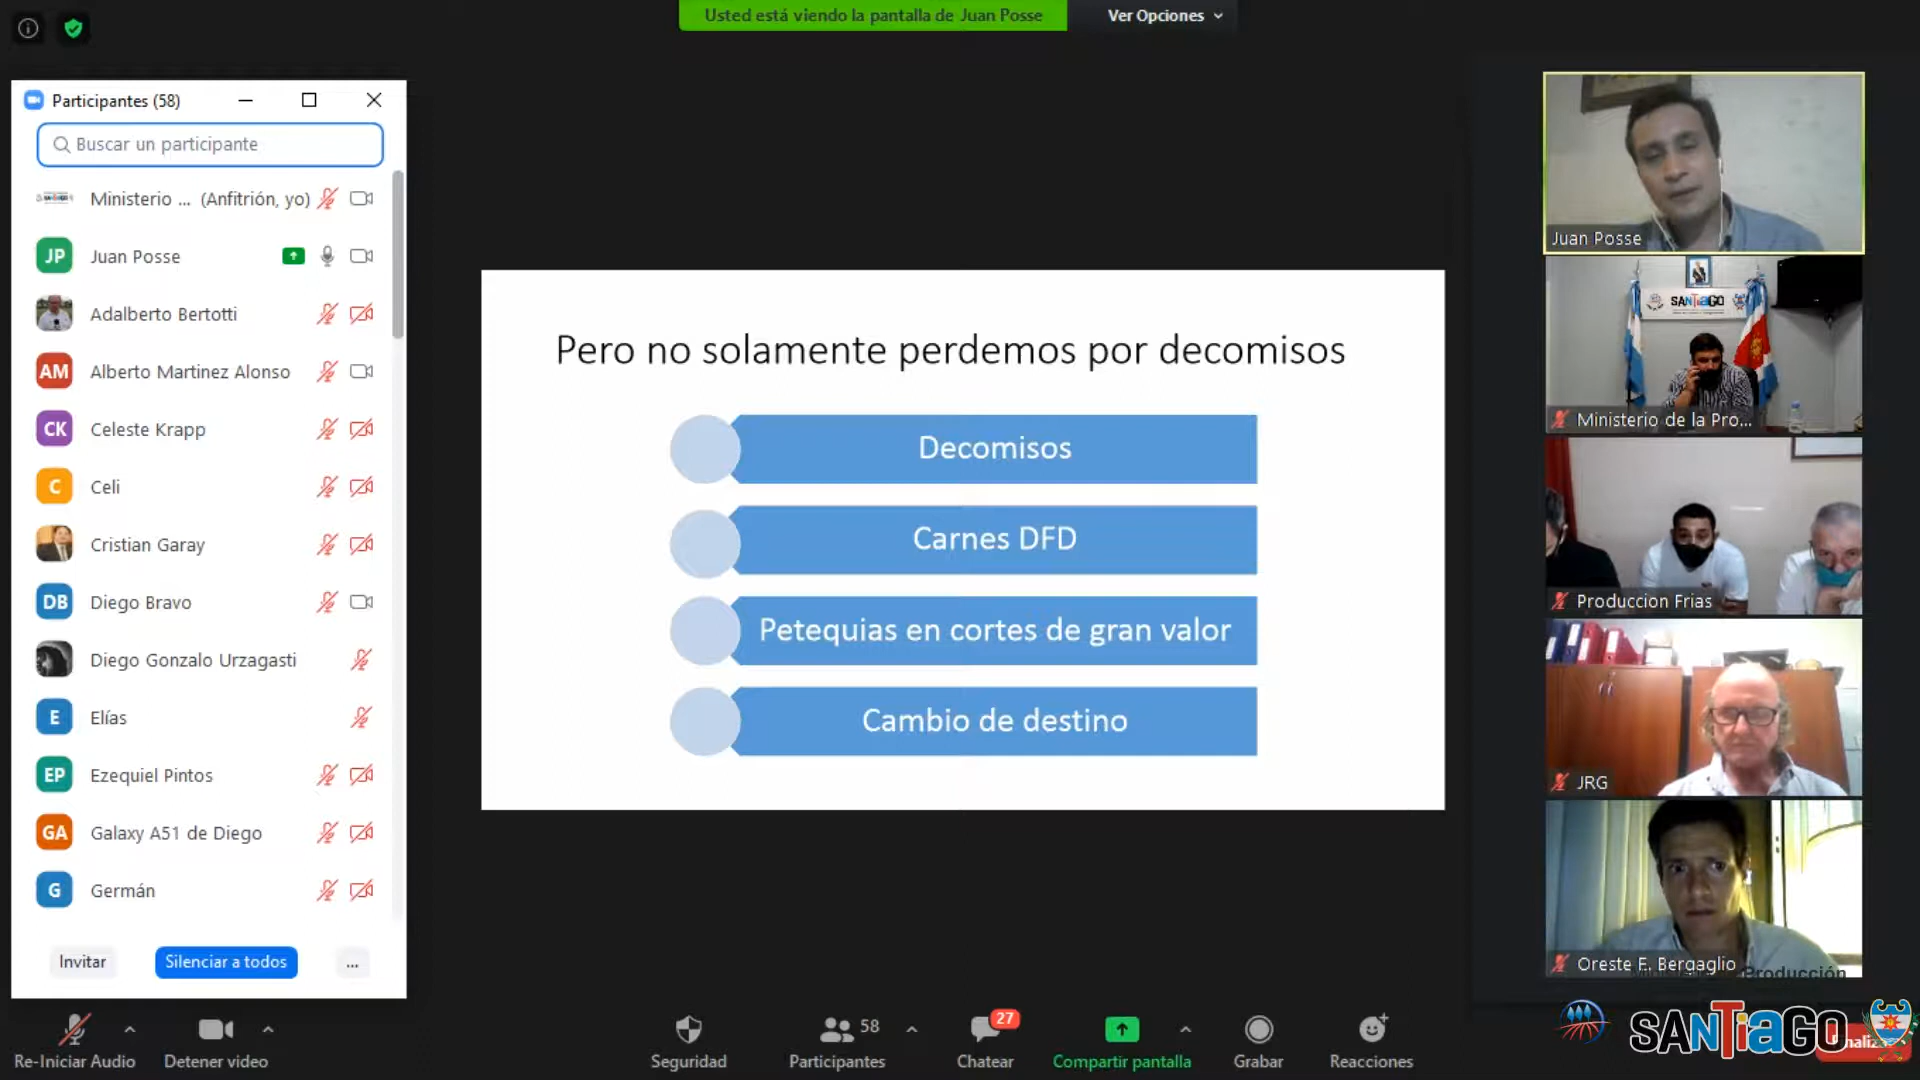 Usted está viendo la pantalla de Juan Posse
Ver Opciones
Participantes (58)
Buscar un participante
Ministerio ... (Anfitrión, yo)
JP Juan Posse
Adalberto Bertotti
AM Alberto Martinez Alonso
CK Celeste Krapp
C Celi
Cristian Garay
DB Diego Bravo
Diego Gonzalo Urzagasti
E Elías
EP Ezequiel Pintos
GA Galaxy A51 de Diego
G Germán
Invitar
Silenciar a todos
...
Pero no solamente perdemos por decomisos
Decomisos
Carnes DFD
Petequias en cortes de gran valor
Cambio de destino
Juan Posse
SANTiAGO
Ministerio de la Pro...
Produccion Frias
JRG
Oreste E. Bergaglio
Producción
SANTiAGO
Re-Iniciar Audio
Detener video
Seguridad
58
Participantes
27
Chatear
Compartir pantalla
Grabar
Reacciones